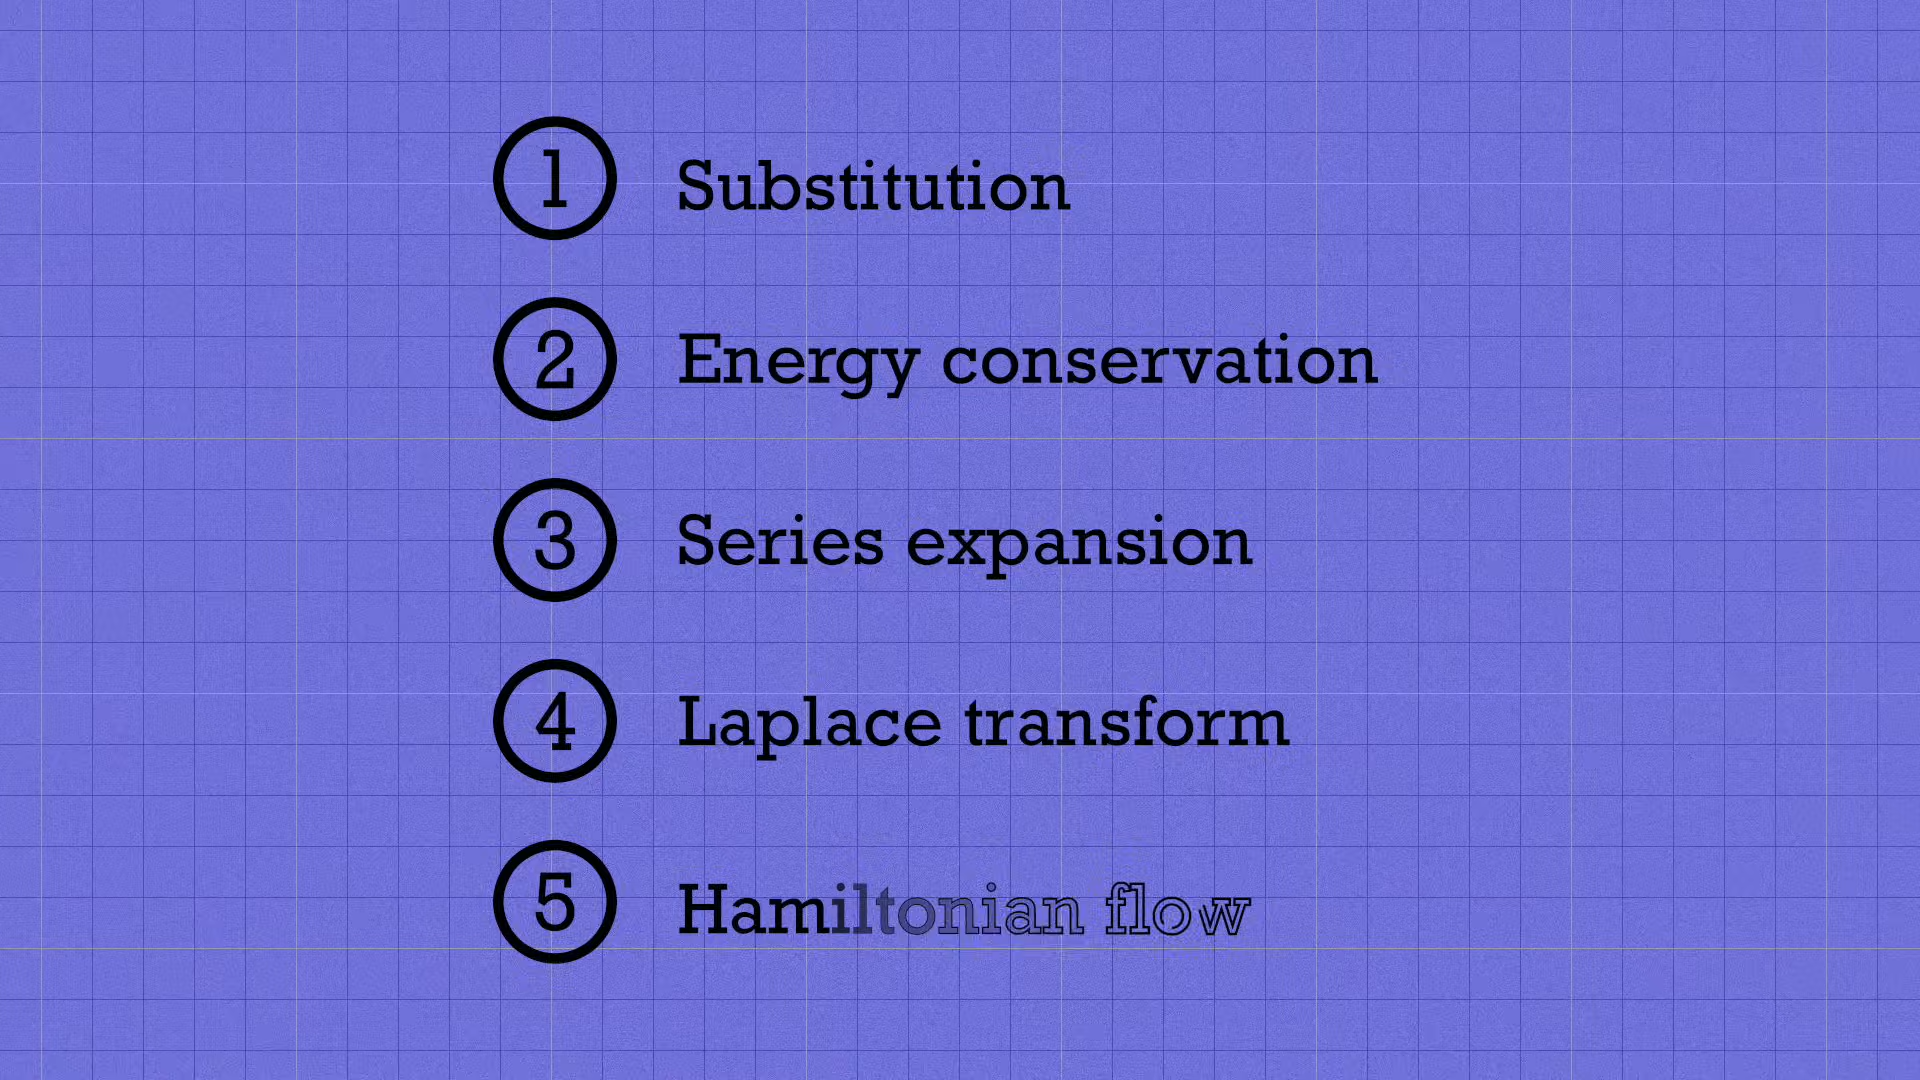 1 Substitution
2 Energy conservation
3 Series expansion
4 Laplace transform
5 Hamiltonian flow